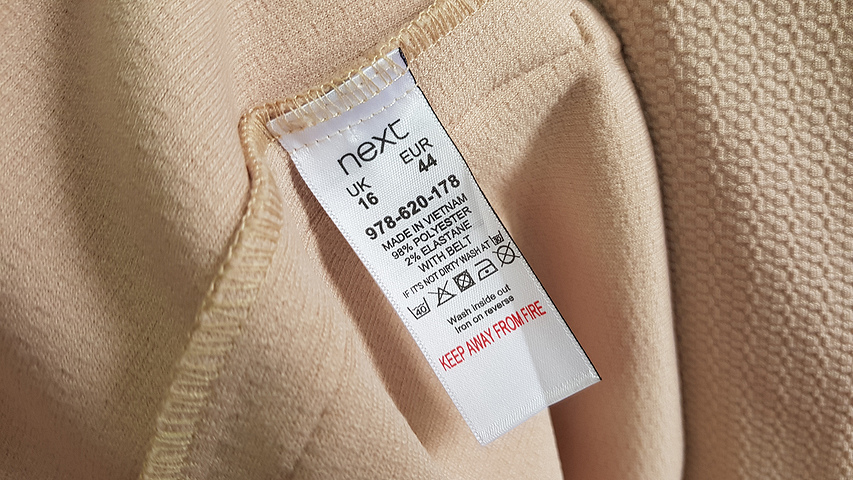 next
UK EUR
16 44
978-620-178
MADE IN VIETNAM
98% POLYESTER
2% ELASTANE
WITH BELT
IF IT'S NOT DIRTY WASH AT
40
Wash inside out
Iron on reverse
KEEP AWAY FROM FIRE